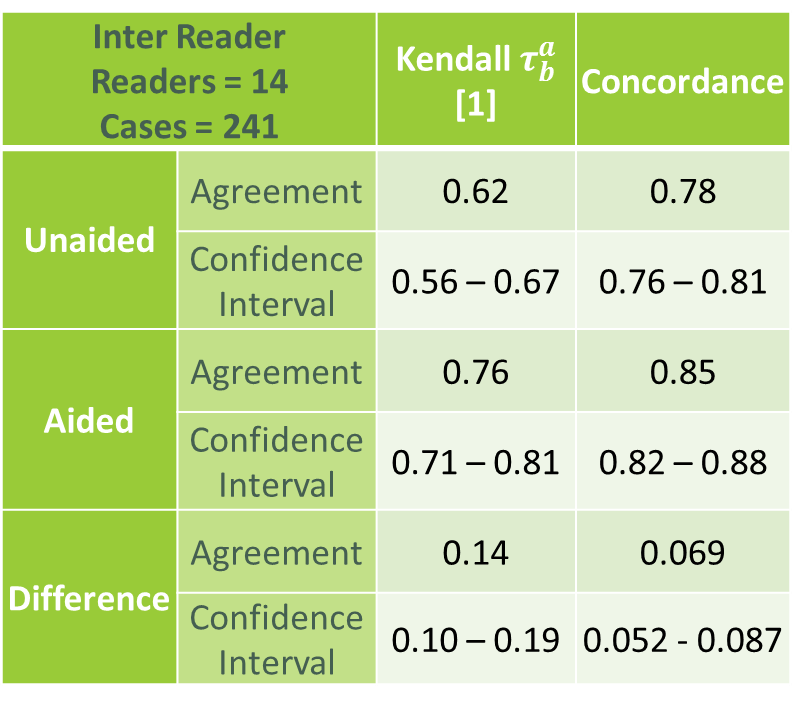 Inter Reader
Readers = 14
Cases = 241
Kendall τᵃ_b
[1]
Concordance
Unaided
Agreement
0.62
0.78
Confidence
Interval
0.56 – 0.67
0.76 – 0.81
Aided
Agreement
0.76
0.85
Confidence
Interval
0.71 – 0.81
0.82 – 0.88
Difference
Agreement
0.14
0.069
Confidence
Interval
0.10 – 0.19
0.052 - 0.087